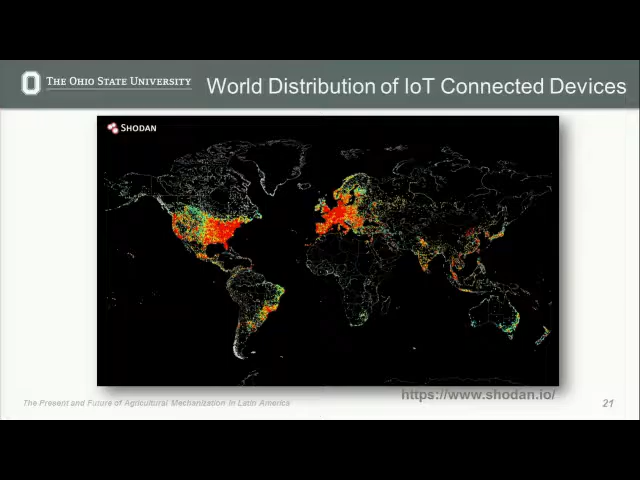 THE OHIO STATE UNIVERSITY
World Distribution of IoT Connected Devices
SHODAN
https://www.shodan.io/
The Present and Future of Agricultural Mechanization in Latin America
21